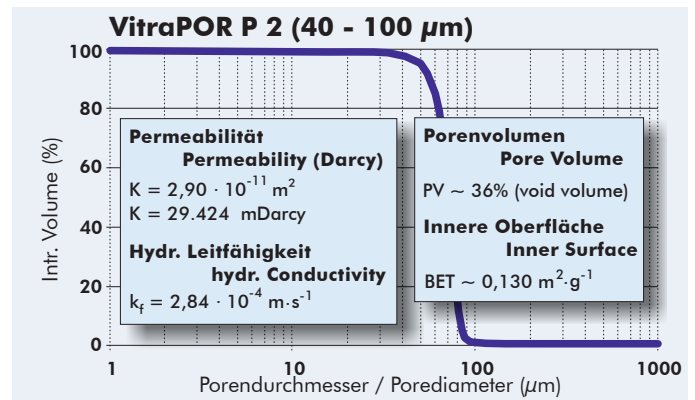 VitraPOR P 2 (40 - 100 µm)
Intr. Volume (%)
100
80
60
40
20
0
Permeabilität
Permeability (Darcy)
K = 2,90 · 10⁻¹¹ m²
K = 29.424 mDarcy
Hydr. Leitfähigkeit
hydr. Conductivity
k_f = 2,84 · 10⁻⁴ m·s⁻¹
Porenvolumen
Pore Volume
PV ~ 36% (void volume)
Innere Oberfläche
Inner Surface
BET ~ 0,130 m²·g⁻¹
1 10 100 1000
Porendurchmesser / Porediameter (µm)